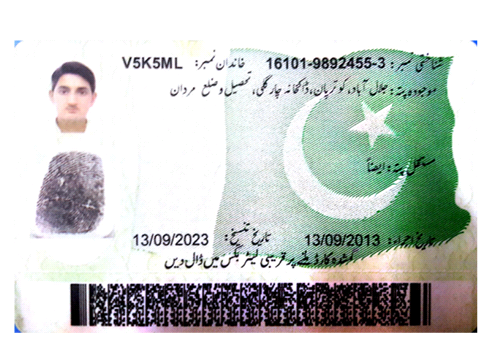 شناختی نمبر: 16101-9892455-3 خاندان نمبر: V5K5ML
موجودہ پتہ: جلال آباد، کوترپان، ڈاکخانہ چارگلی، تحصیل و ضلع مردان
مستقل پتہ: ایضاً
تاریخ اجراء: 13/09/2013 تاریخ تنسیخ: 13/09/2023
گمشدہ کارڈ ملنے پر قریبی لیٹر بکس میں ڈال دیں